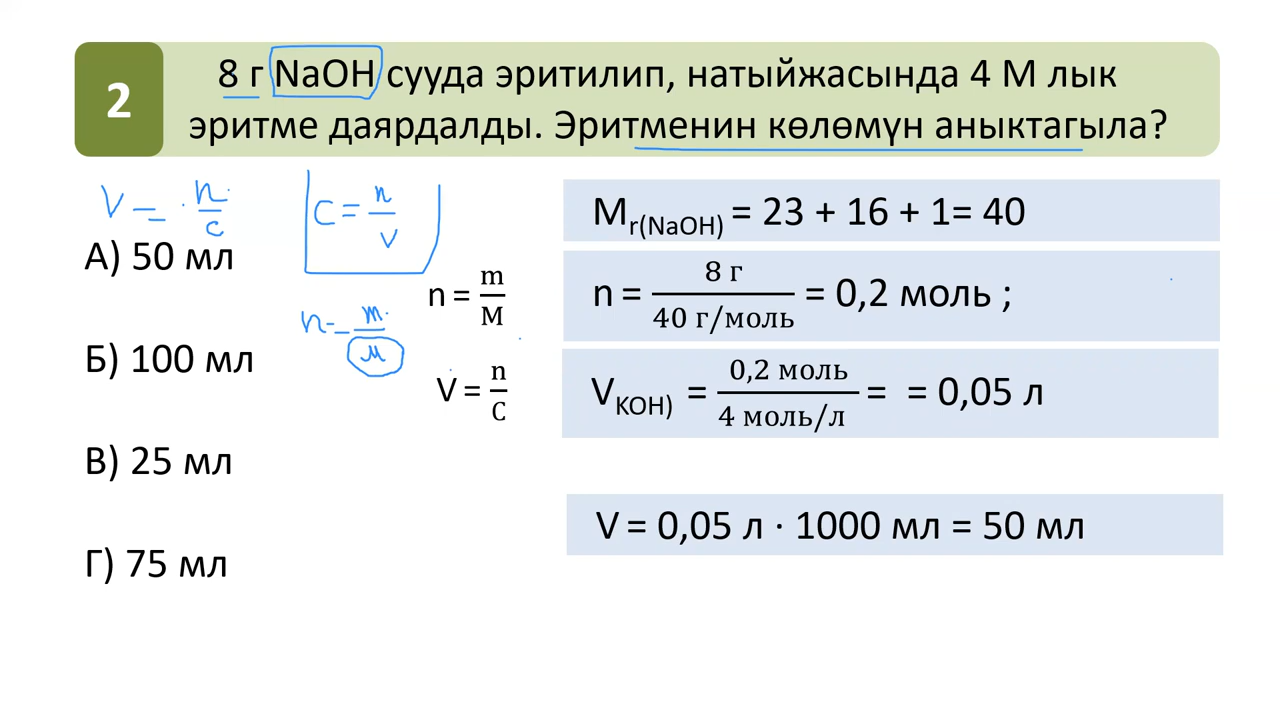 2
8 г NaOH сууда эритилип, натыйжасында 4 М лык
эритме даярдалды. Эритменин көлөмүн аныктагыла?
V = n/c
C = n/v
А) 50 мл
Б) 100 мл
В) 25 мл
Г) 75 мл
n = m/M
n = m/м
V = n/C
Mr(NaOH) = 23 + 16 + 1= 40
n = 8 г/40 г/моль = 0,2 моль ;
VКОН) = 0,2 моль/4 моль/л = = 0,05 л
V = 0,05 л · 1000 мл = 50 мл